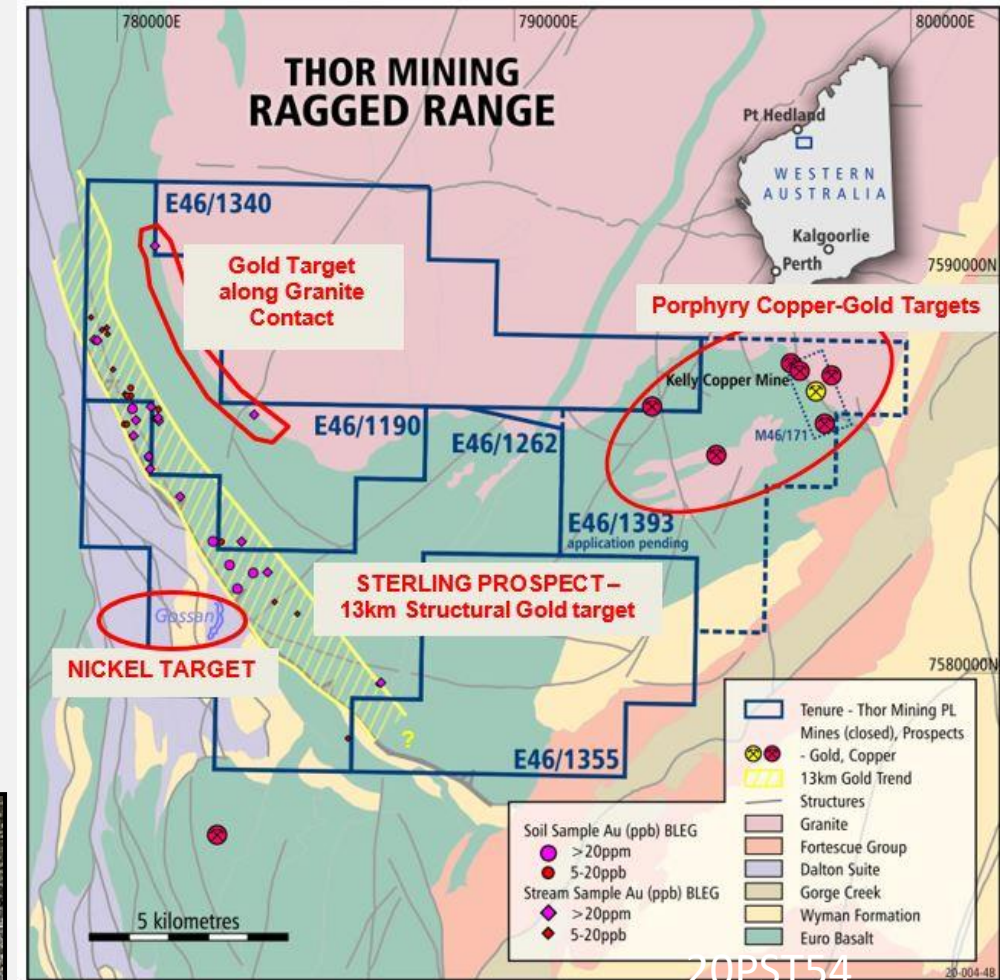 780000E
790000E
800000E
THOR MINING
RAGGED RANGE
Pt Hedland
WESTERN
AUSTRALIA
Kalgoorlie
Perth
7590000N
E46/1340
Gold Target
along Granite
Contact
Porphyry Copper-Gold Targets
Kelly Copper Mine
M46/171
E46/1190
E46/1262
E46/1393
application pending
STERLING PROSPECT–
13km Structural Gold target
Gossan
NICKEL TARGET
7580000N
?
E46/1355
Tenure - Thor Mining PL
Mines (closed), Prospects
- Gold, Copper
13km Gold Trend
Structures
Granite
Fortescue Group
Dalton Suite
Gorge Creek
Wyman Formation
Euro Basalt
Soil Sample Au (ppb) BLEG
>20ppm
5-20ppb
Stream Sample Au (ppb) BLEG
>20ppm
5-20ppb
5 kilometres
20PST54
20-004-48